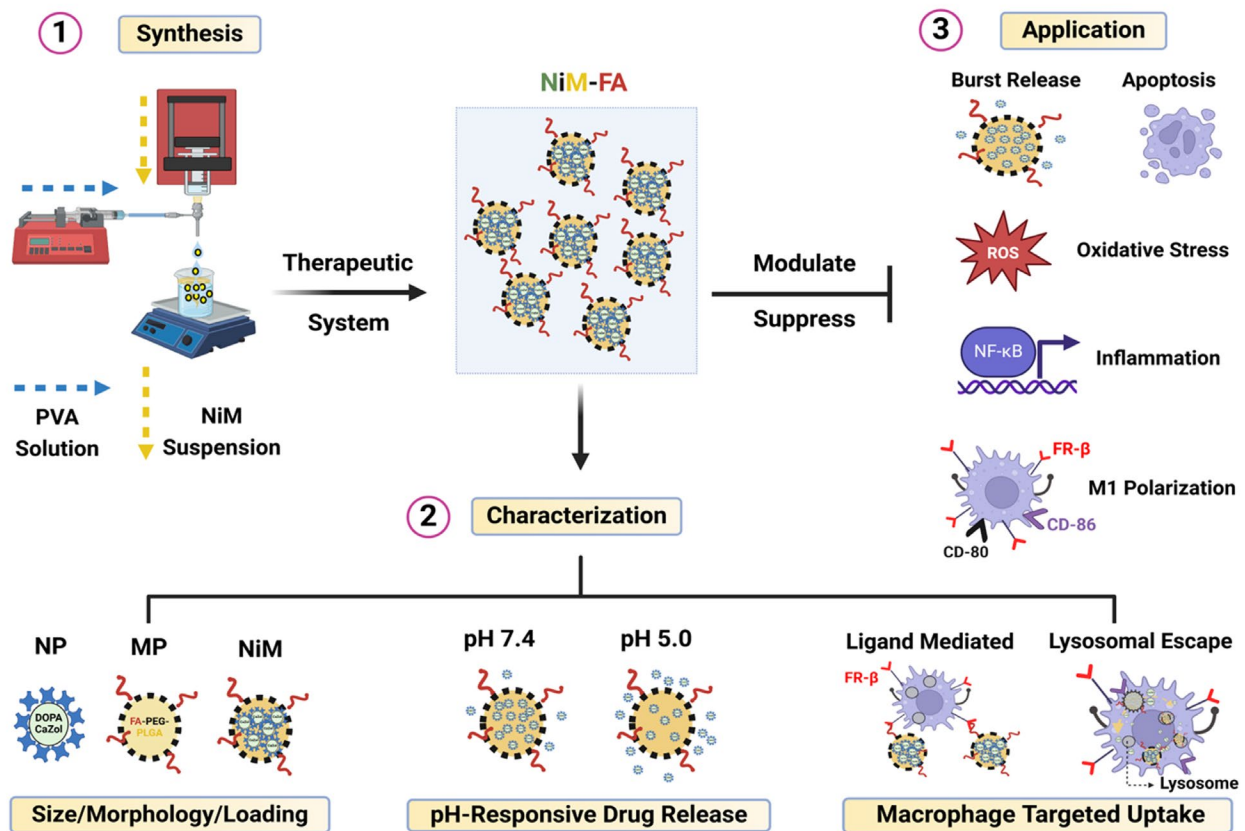 1
Synthesis
PVA
Solution
NiM
Suspension
Therapeutic
System
NiM-FA
Modulate
Suppress
3
Application
Burst Release
Apoptosis
ROS
Oxidative Stress
NF-κB
Inflammation
FR-β
M1 Polarization
CD-86
CD-80
2
Characterization
NP
MP
NiM
DOPA
CaZol
FA-PEG-
PLGA
Size/Morphology/Loading
pH 7.4
pH 5.0
pH-Responsive Drug Release
Ligand Mediated
FR-β
Lysosomal Escape
Lysosome
Macrophage Targeted Uptake